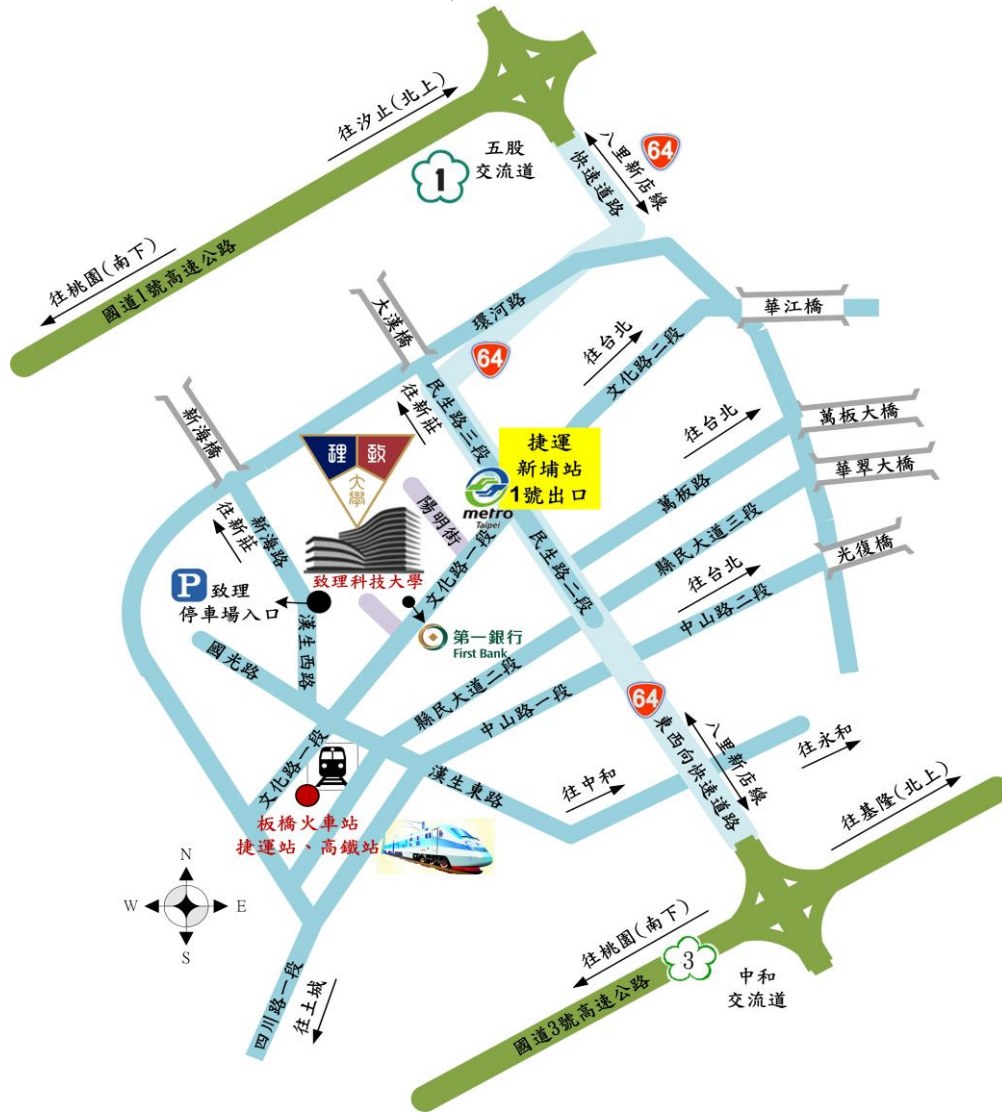 往汐止(北上)
五股
交流道
1
八里新店線
64
快速道路
往桃園(南下)
國道1號高速公路
大漢橋
環河路
華江橋
64
往台北
文化路二段
往新莊
民生路三段
新海橋
理致
大學
捷運
新埔站
1號出口
往台北
萬板大橋
華翠大橋
metro
Taipei
陽明街
萬板路
往新莊
新海路
文化路一段
民生路二段
縣民大道三段
光復橋
致理科技大學
往台北
P
致理
停車場入口
中山路二段
漢生西路
第一銀行
First Bank
國光路
縣民大道二段
中山路一段
64
東西向快速道路
八里新店線
往永和
文化路一段
漢生東路
往中和
往基隆(北上)
板橋火車站
捷運站、高鐵站
N
W
E
S
往桃園(南下)
3
中和
交流道
國道3號高速公路
四川路一段
往土城